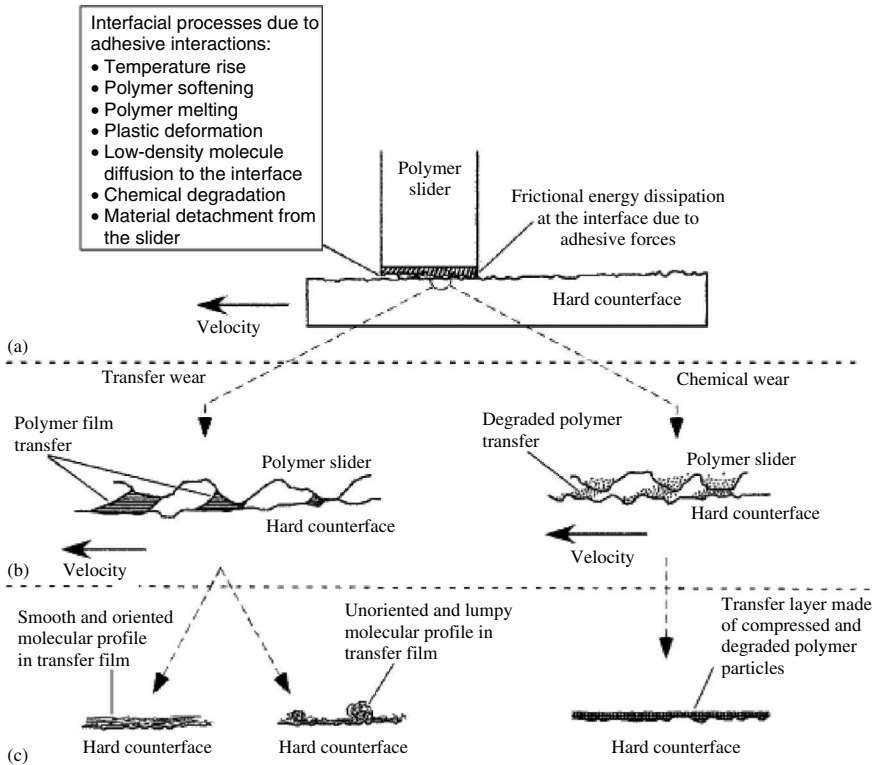 Interfacial processes due to
adhesive interactions:
• Temperature rise
• Polymer softening
• Polymer melting
• Plastic deformation
• Low-density molecule
diffusion to the interface
• Chemical degradation
• Material detachment from
the slider
Polymer
slider
Frictional energy dissipation
at the interface due to
adhesive forces
Hard counterface
Velocity
(a)
Transfer wear
Chemical wear
Polymer film
transfer
Polymer slider
Hard counterface
Velocity
Degraded polymer
transfer
Polymer slider
Hard counterface
Velocity
(b)
Smooth and oriented
molecular profile
in transfer film
Hard counterface
Unoriented and lumpy
molecular profile in
transfer film
Hard counterface
Transfer layer made
of compressed and
degraded polymer
particles
Hard counterface
(c)